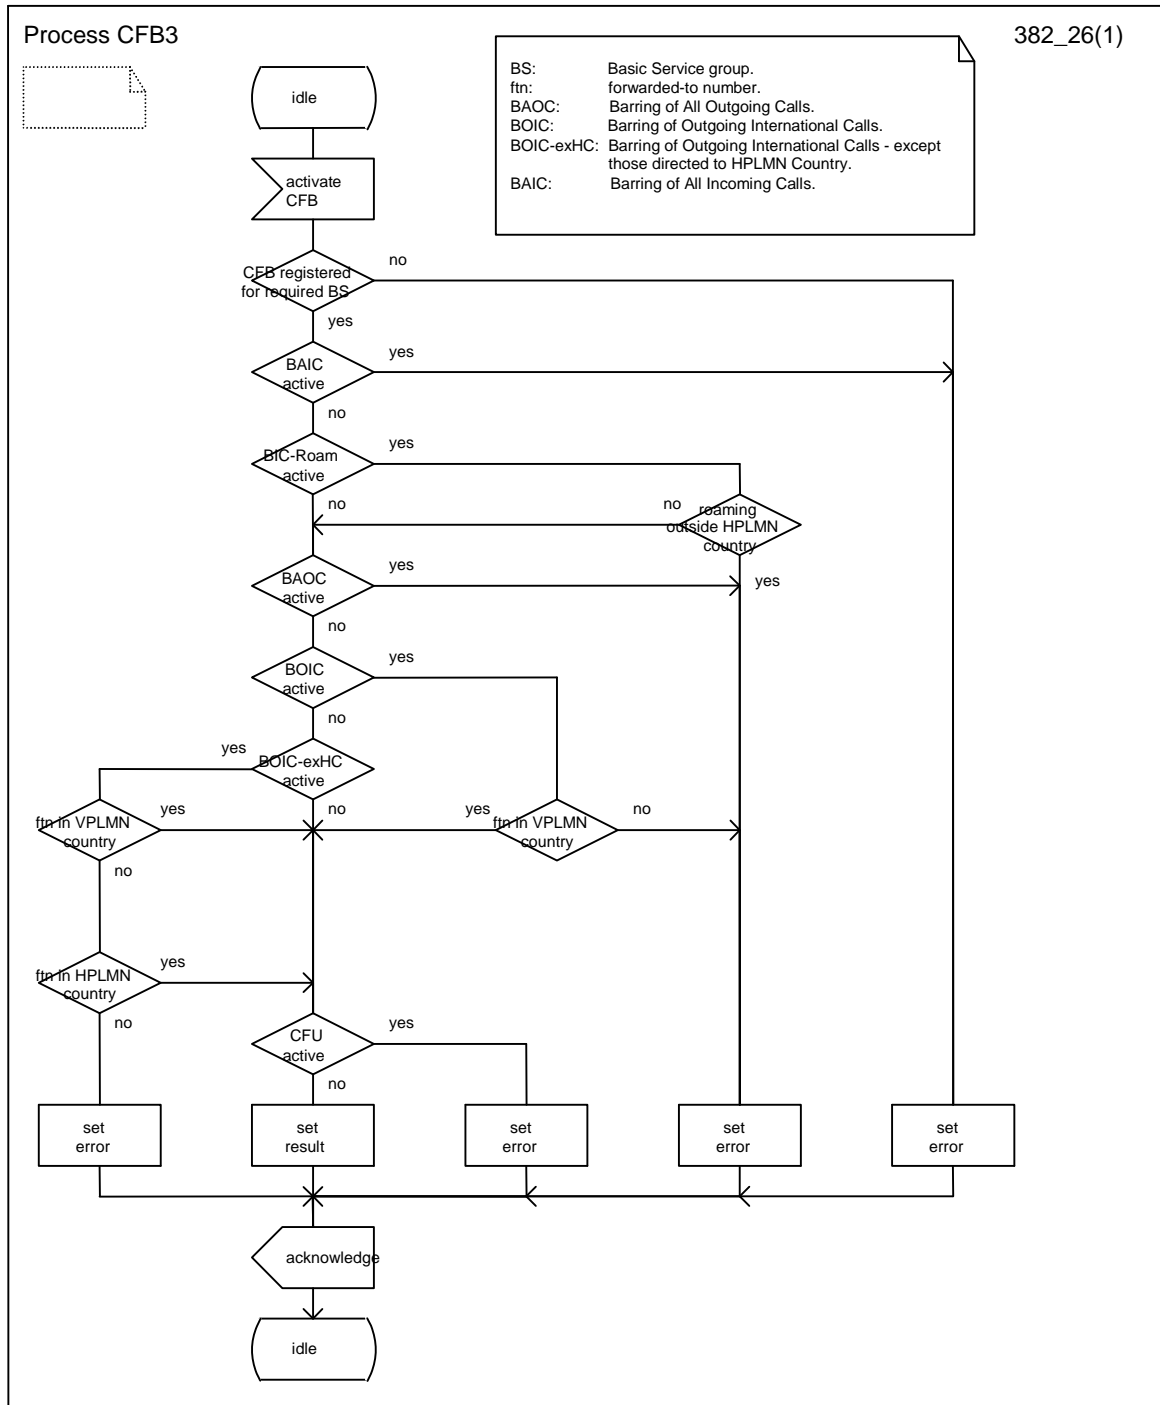 Process CFB3
382_26(1)
BS: Basic Service group.
ftn: forwarded-to number.
BAOC: Barring of All Outgoing Calls.
BOIC: Barring of Outgoing International Calls.
BOIC-exHC: Barring of Outgoing International Calls - except
those directed to HPLMN Country.
BAIC: Barring of All Incoming Calls.
idle
activate
CFB
CFB registered
for required BS
no
yes
BAIC
active
yes
no
BIC-Roam
active
yes
no
no
roaming
outside HPLMN
country
yes
BAOC
active
yes
no
BOIC
active
yes
no
yes
BOIC-exHC
active
no
ftn in VPLMN
country
yes
no
yes
ftn in VPLMN
country
no
ftn in HPLMN
country
yes
no
CFU
active
yes
no
set
error
set
result
set
error
set
error
set
error
acknowledge
idle